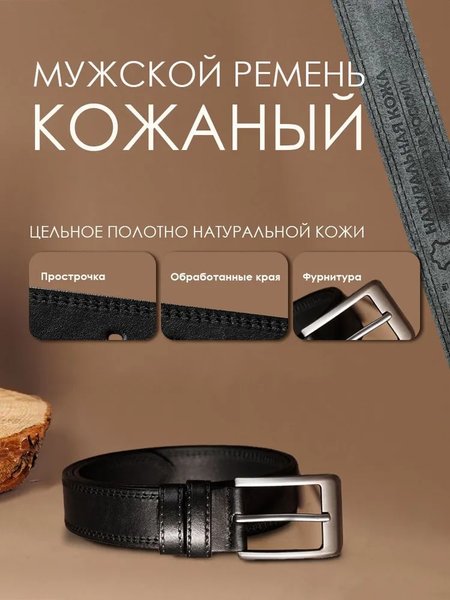 МУЖСКОЙ РЕМЕНЬ
КОЖАНЫЙ
НАТУРАЛЬНАЯ КОЖА
ЦЕЛЬНОЕ ПОЛОТНО НАТУРАЛЬНОЙ КОЖИ
Прострочка
Обработанные края
Фурнитура